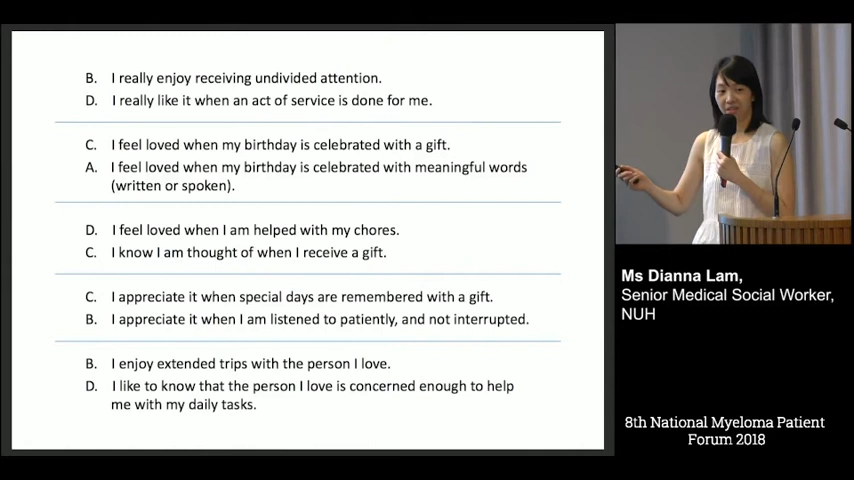 B. I really enjoy receiving undivided attention.
D. I really like it when an act of service is done for me.
C. I feel loved when my birthday is celebrated with a gift.
A. I feel loved when my birthday is celebrated with meaningful words
(written or spoken).
D. I feel loved when I am helped with my chores.
C. I know I am thought of when I receive a gift.
C. I appreciate it when special days are remembered with a gift.
B. I appreciate it when I am listened to patiently, and not interrupted.
B. I enjoy extended trips with the person I love.
D. I like to know that the person I love is concerned enough to help
me with my daily tasks.
Ms Dianna Lam,
Senior Medical Social Worker,
NUH
8th National Myeloma Patient
Forum 2018